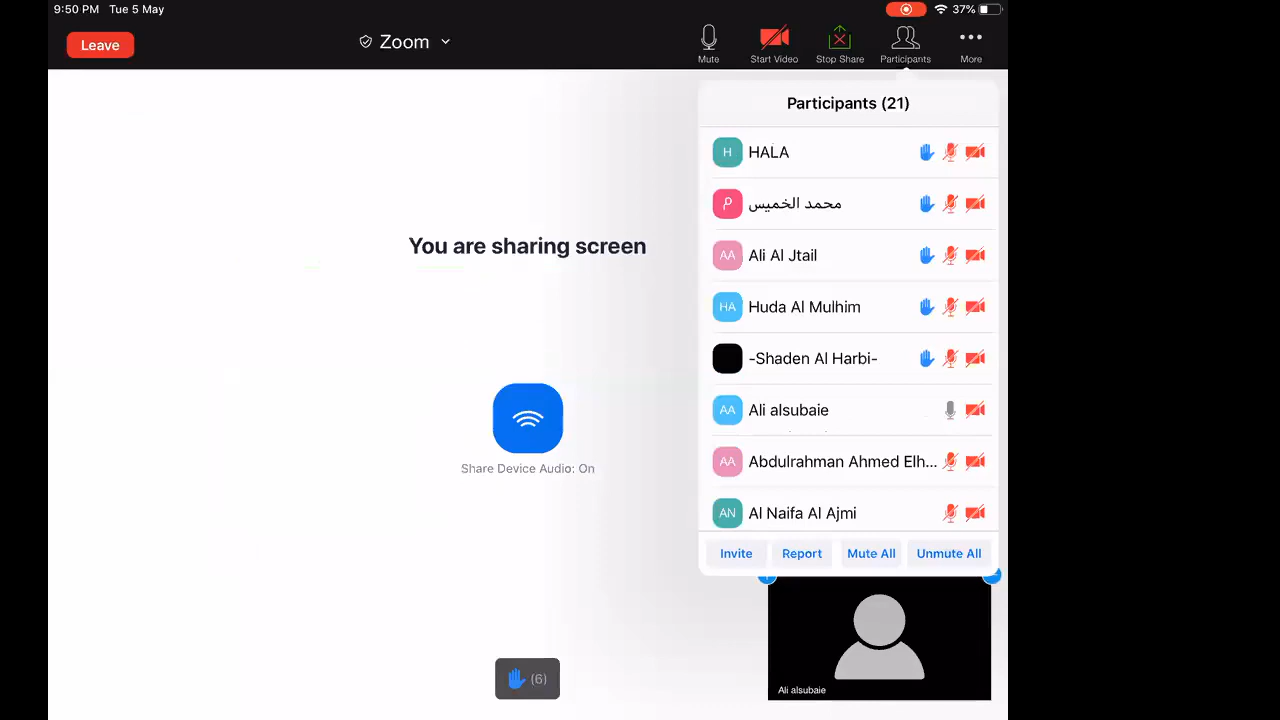 9:50 PM Tue 5 May
37%
Leave
Zoom
Mute
Start Video
Stop Share
Participants
More
Participants (21)
H HALA
م محمد الخميس
AA Ali Al Jtail
HA Huda Al Mulhim
-Shaden Al Harbi-
AA Ali alsubaie
AA Abdulrahman Ahmed Elh...
AN Al Naifa Al Ajmi
Invite Report Mute All Unmute All
You are sharing screen
Share Device Audio: On
(6)
Ali alsubaie